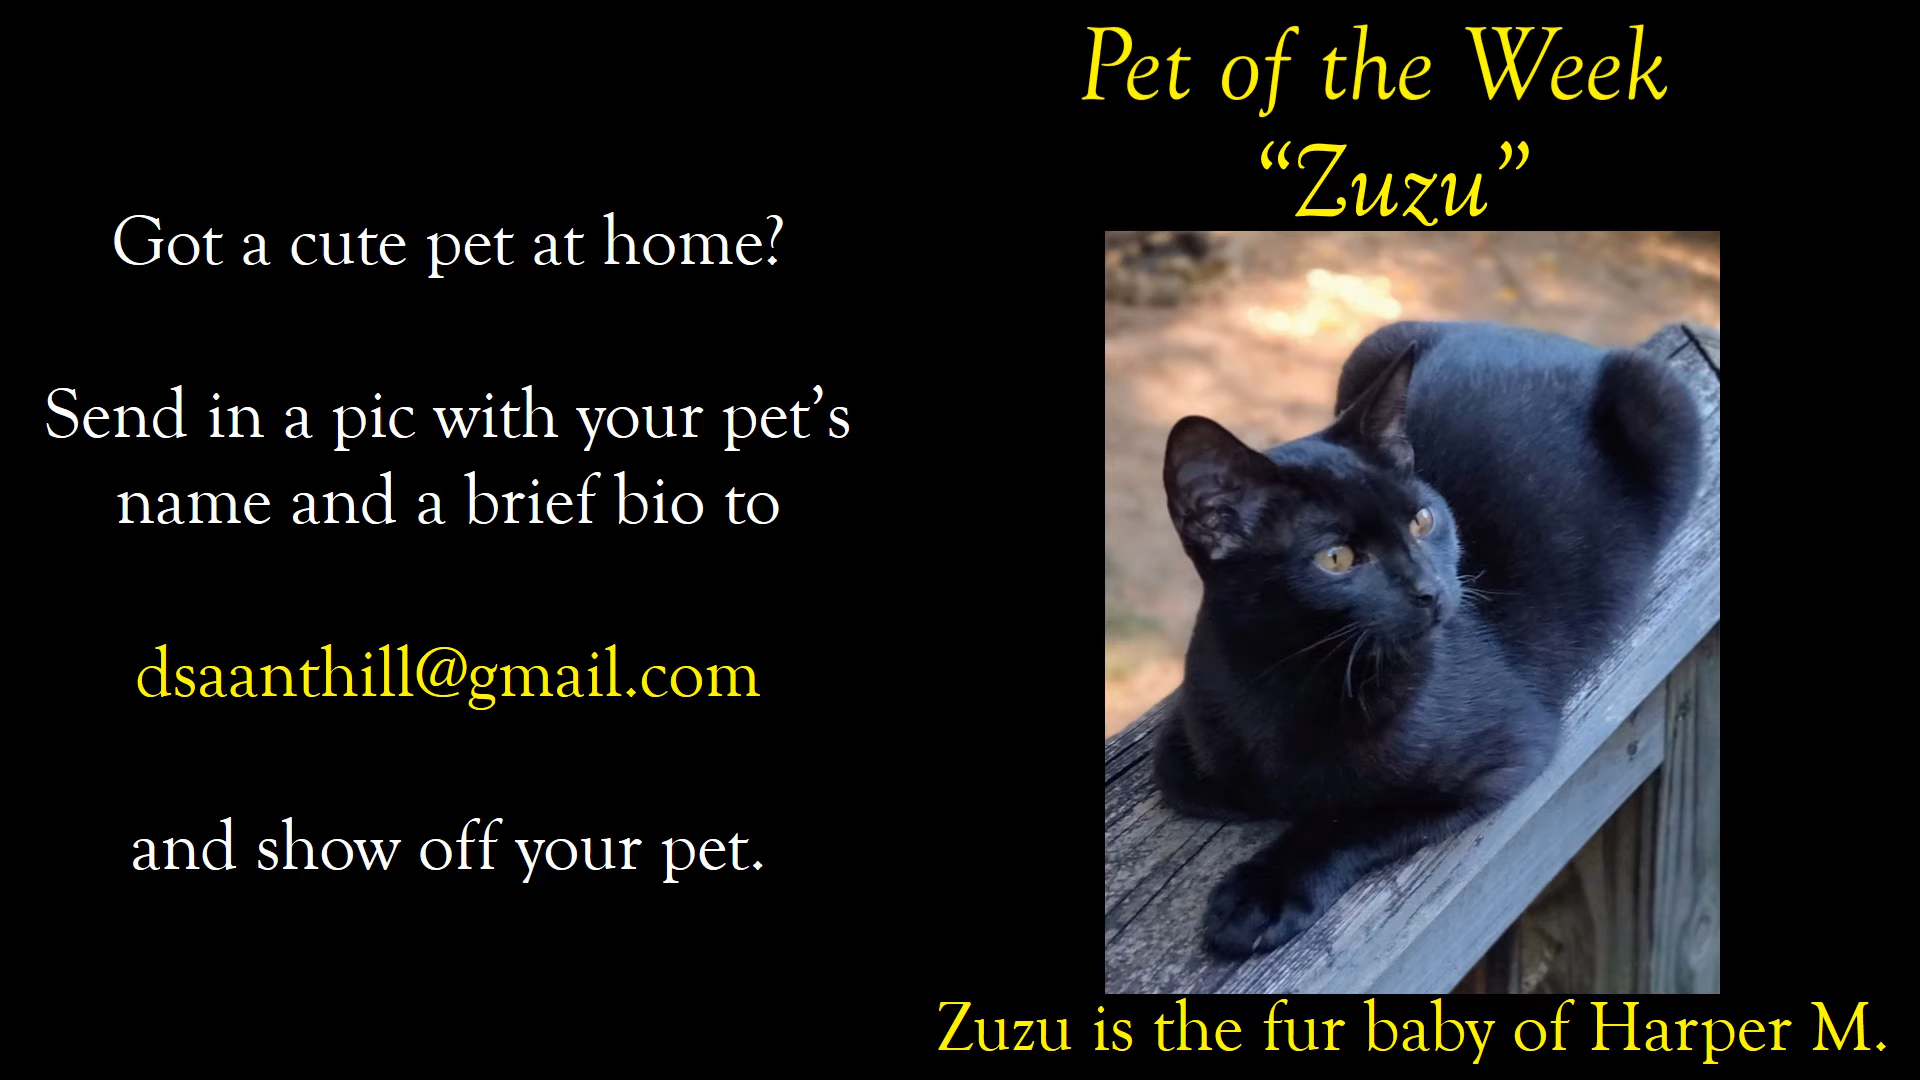 Got a cute pet at home?
Send in a pic with your pet’s
name and a brief bio to
dsaanthill@gmail.com
and show off your pet.
Pet of the Week
“Zuzu”
Zuzu is the fur baby of Harper M.